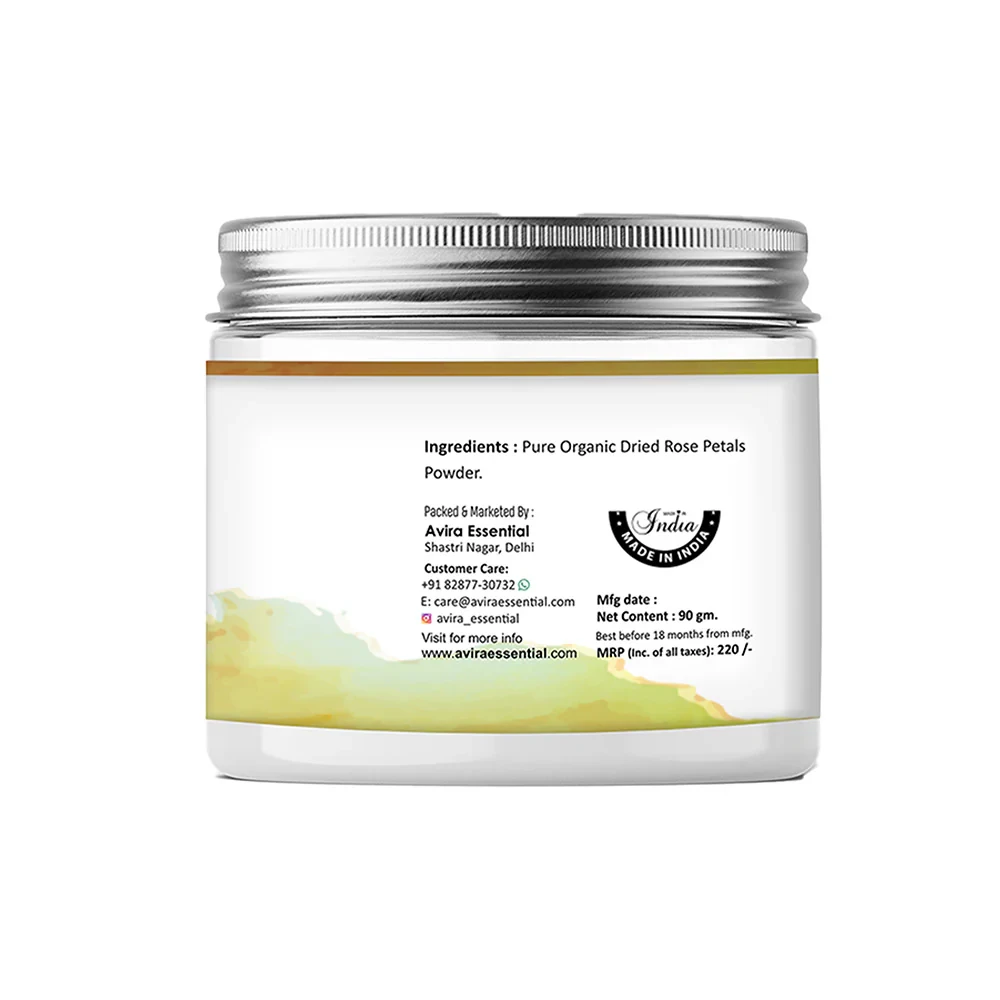 Ingredients : Pure Organic Dried Rose Petals
Powder.
Packed & Marketed By :
Avira Essential
Shastri Nagar, Delhi
Customer Care:
+91 82877-30732
E: care@aviraessential.com
avira_essential
Visit for more info
www.aviraessential.com
MADE IN
India
MADE IN INDIA
Mfg date :
Net Content : 90 gm.
Best before 18 months from mfg.
MRP (Inc. of all taxes): 220 /-